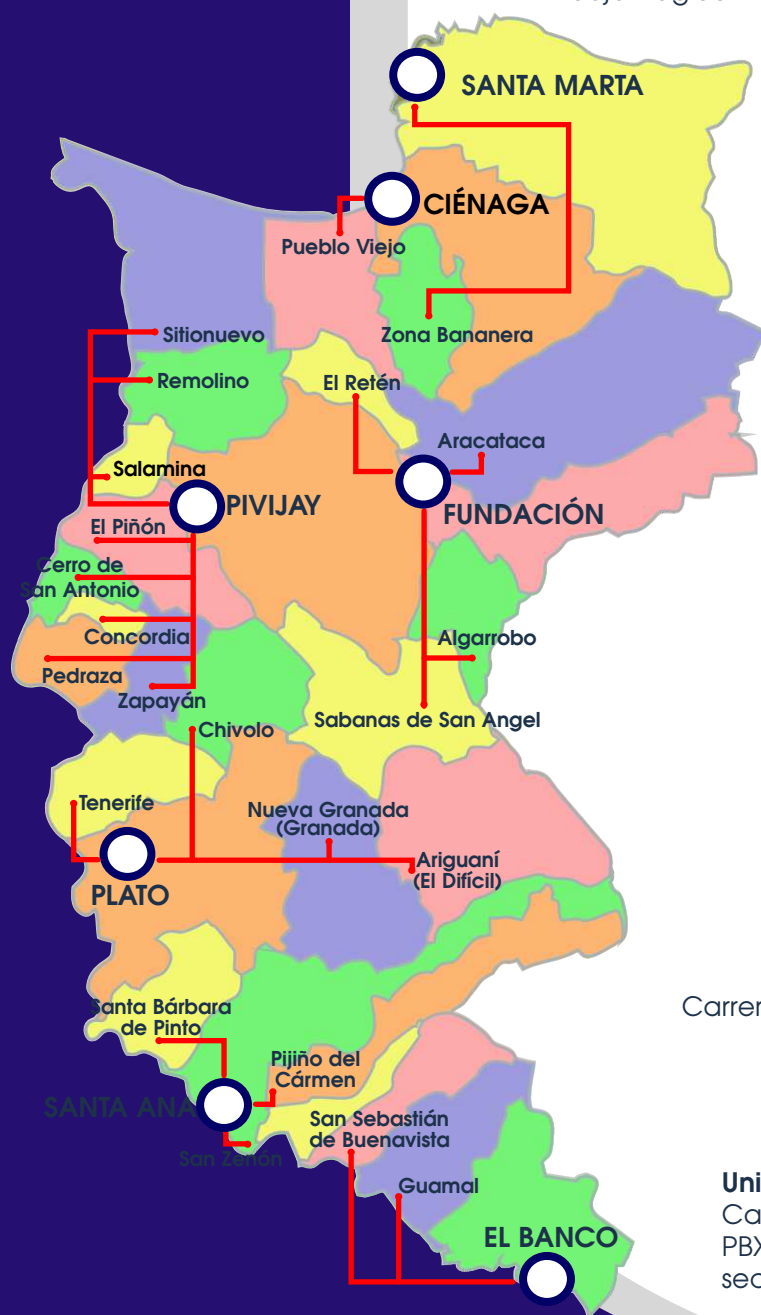 SANTA MARTA
CIÉNAGA
Pueblo Viejo
Sitionuevo
Zona Bananera
Remolino
El Retén
Aracataca
Salamina
PIVIJAY
FUNDACIÓN
El Piñón
Cerro de
San Antonio
Concordia
Algarrobo
Pedraza
Zapayán
Sabanas de San Angel
Chivolo
Tenerife
Nueva Granada
(Granada)
Ariguaní
(El Difícil)
PLATO
Santa Bárbara
de Pinto
Carrer
Pijiño del
Cármen
SANTA ANA
San Sebastián
de Buenavista
San Zenón
Guamal
Uni
Ca
PBX
sec
EL BANCO